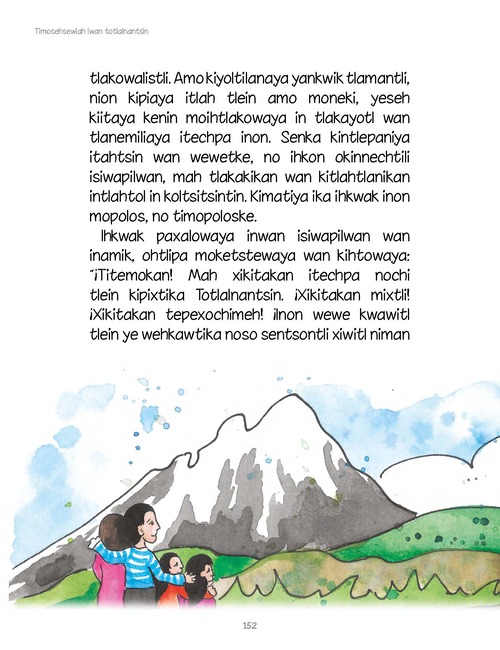 Timosehsewiah iwan totlalnantsin
tlakowalistli. Amo kiyoltilanaya yankwik tlamantli,
nion kipiaya itlah tlein amo moneki, yeseh
kiitaya kenin moihtlakowaya in tlakayotl wan
tlanemiliaya itechpa inon. Senka kintlepaniya
itahtsin wan wewetke, no ihkon okinnechtili
isiwapilwan, mah tlakakikan wan kitlahtlanikan
intlahtol in koltsitsintin. Kimatiya ika ihkwak inon
mopolos, no timopoloske.
Ihkwak paxalowaya inwan isiwapilwan wan
inamik, ohtlipa moketstewaya wan kihtowaya:
“¡Titemokan! Mah xikitakan itechpa nochi
tlein kipixtika Totlalnantsin. ¡Xikitakan mixtli!
¡Xikitakan tepexochimeh! ¡Inon wewe kwawitl
tlein ye wehkawtika noso sentsontli xiwitl niman
152